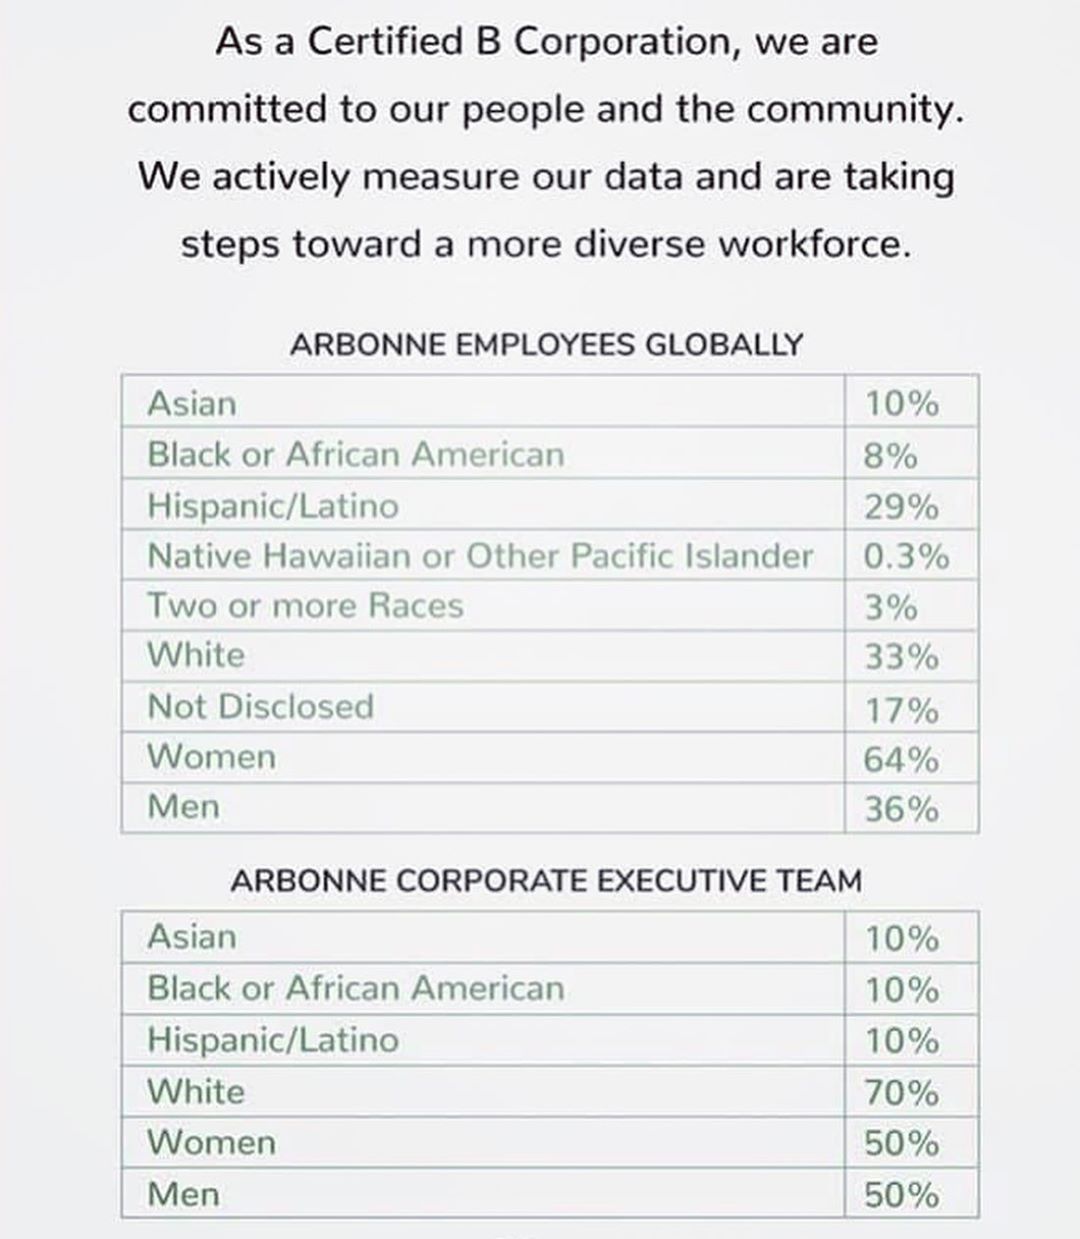 As a Certified B Corporation, we are
committed to our people and the community.
We actively measure our data and are taking
steps toward a more diverse workforce.
ARBONNE EMPLOYEES GLOBALLY
Asian 10%
Black or African American 8%
Hispanic/Latino 29%
Native Hawaiian or Other Pacific Islander 0.3%
Two or more Races 3%
White 33%
Not Disclosed 17%
Women 64%
Men 36%
ARBONNE CORPORATE EXECUTIVE TEAM
Asian 10%
Black or African American 10%
Hispanic/Latino 10%
White 70%
Women 50%
Men 50%